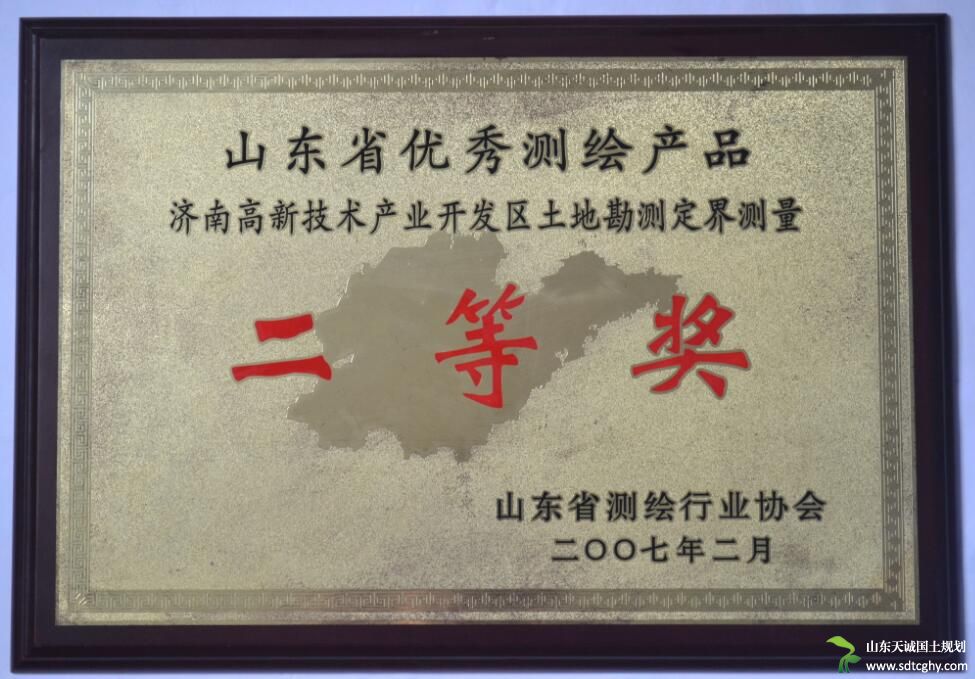 山东省优秀测绘产品
济南高新技术产业开发区土地勘测定界测量
二等奖
山东省测绘行业协会
二〇〇七年二月
山东天诚国土规划
www.sdtcghy.com